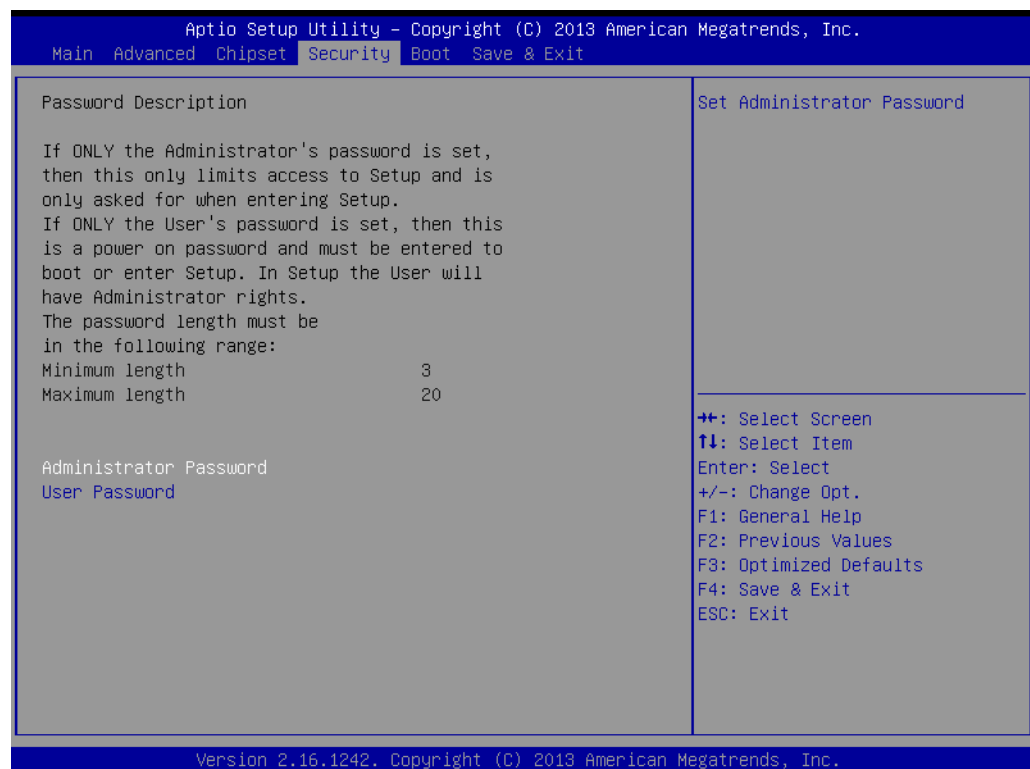 Aptio Setup Utility – Copyright (C) 2013 American Megatrends, Inc.
Main Advanced Chipset Security Boot Save & Exit
Password Description
If ONLY the Administrator's password is set,
then this only limits access to Setup and is
only asked for when entering Setup.
If ONLY the User's password is set, then this
is a power on password and must be entered to
boot or enter Setup. In Setup the User will
have Administrator rights.
The password length must be
in the following range:
Minimum length 3
Maximum length 20
Administrator Password
User Password
Set Administrator Password
→←: Select Screen
↑↓: Select Item
Enter: Select
+/-: Change Opt.
F1: General Help
F2: Previous Values
F3: Optimized Defaults
F4: Save & Exit
ESC: Exit
Version 2.16.1242. Copyright (C) 2013 American Megatrends, Inc.